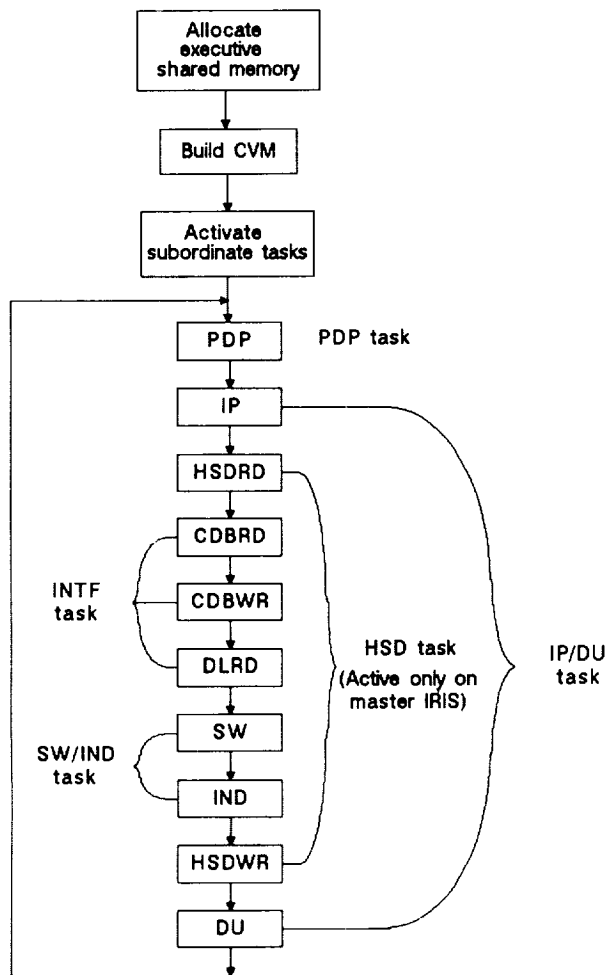 Allocate
executive
shared memory
Build CVM
Activate
subordinate tasks
PDP
PDP task
IP
HSDRD
CDBRD
INTF
task
CDBWR
DLRD
HSD task
(Active only on
master IRIS)
IP/DU
task
SW
SW/IND
task
IND
HSDWR
DU